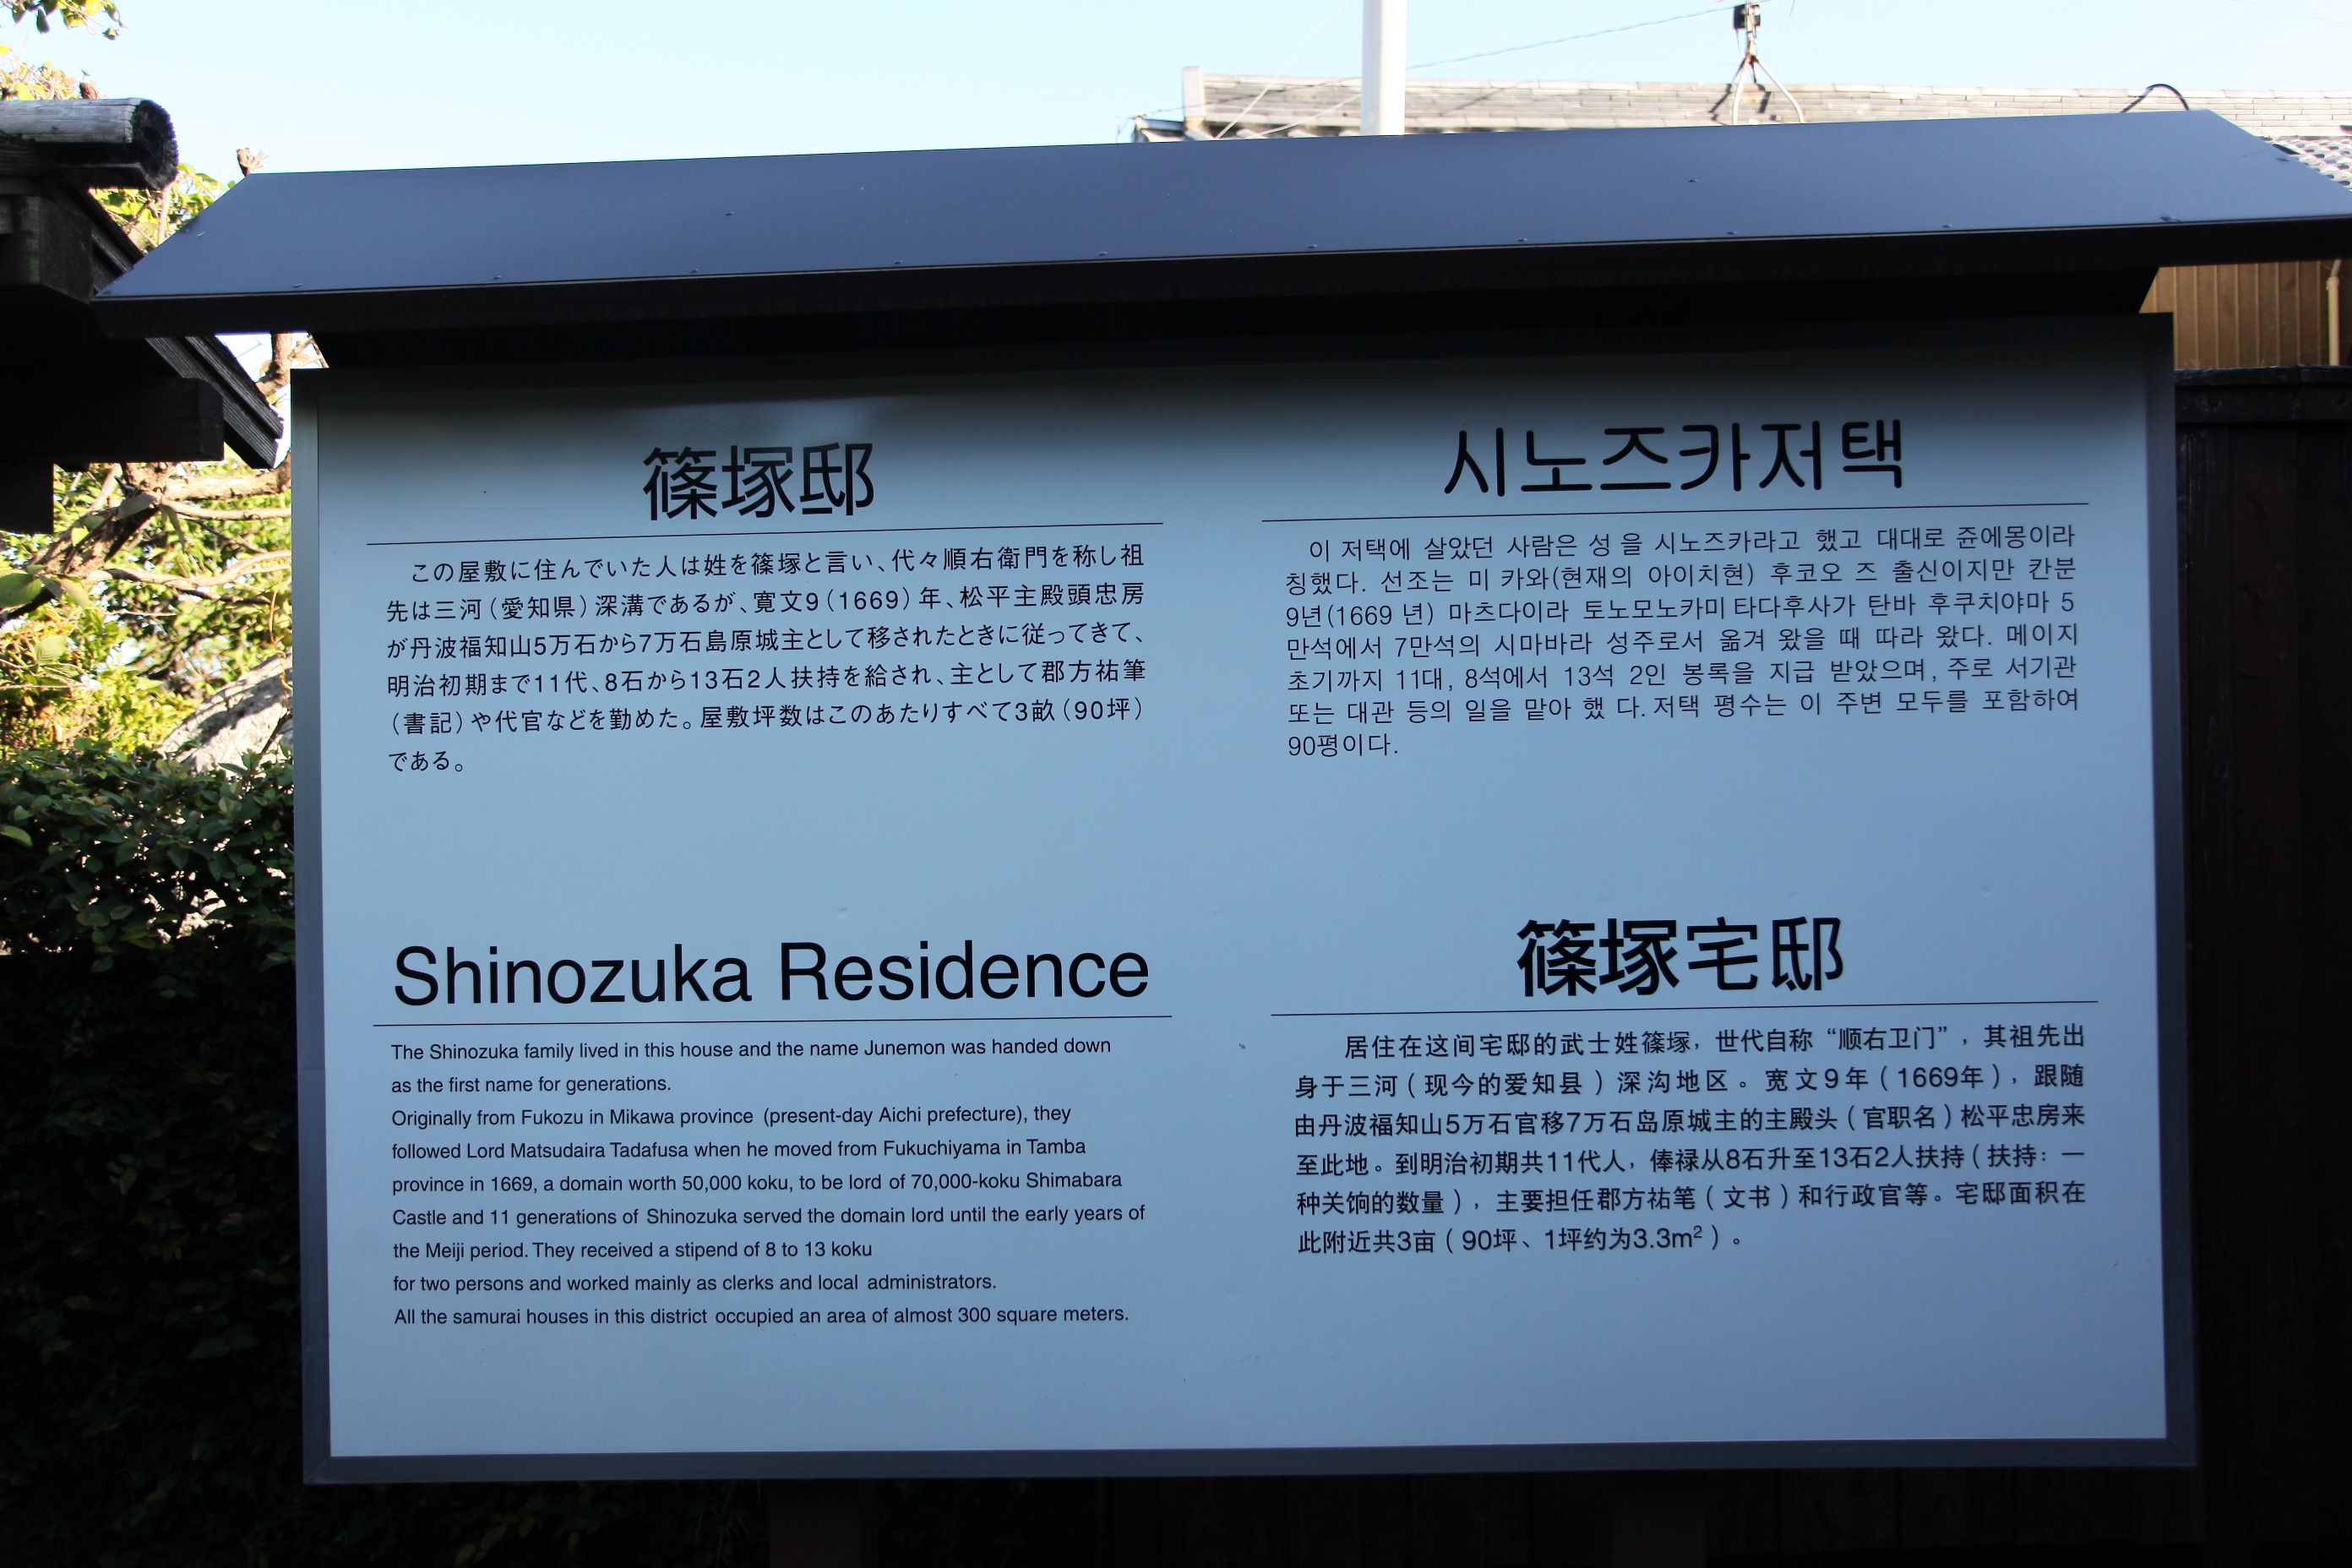 篠塚邸
この屋敷に住んでいた人は姓を篠塚と言い、代々順右衛門を称し祖
先は三河（愛知県）深溝であるが、寛文9（1669）年、松平主殿頭忠房
が丹波福知山5万石から7万石島原城主として移されたときに従ってきて、
明治初期まで11代、8石から13石2人扶持を給され、主として郡方祐筆
（書記）や代官などを勤めた。屋敷坪数はこのあたりすべて3畝（90坪）
である。
시노즈카저택
이 저택에 살았던 사람은 성 을 시노즈카라고 했고 대대로 쥰에몽이라
칭했다. 선조는 미 카와(현재의 아이치현) 후코오 즈 출신이지만 칸분
9년(1669 년) 마츠다이라 토노모노카미 타다후사가 탄바 후쿠치야마 5
만석에서 7만석의 시마바라 성주로서 옮겨 왔을 때 따라 왔다. 메이지
초기까지 11대, 8석에서 13석 2인 봉록을 지급 받았으며, 주로 서기관
또는 대관 등의 일을 맡아 했 다. 저택 평수는 이 주변 모두를 포함하여
90평이다.
Shinozuka Residence
The Shinozuka family lived in this house and the name Junemon was handed down
as the first name for generations.
Originally from Fukozu in Mikawa province (present-day Aichi prefecture), they
followed Lord Matsudaira Tadafusa when he moved from Fukuchiyama in Tamba
province in 1669, a domain worth 50,000 koku, to be lord of 70,000-koku Shimabara
Castle and 11 generations of Shinozuka served the domain lord until the early years of
the Meiji period. They received a stipend of 8 to 13 koku
for two persons and worked mainly as clerks and local administrators.
All the samurai houses in this district occupied an area of almost 300 square meters.
篠塚宅邸
居住在这间宅邸的武士姓篠塚，世代自称“顺右卫门”，其祖先出
身于三河（现今的爱知县）深沟地区。宽文9年（1669年），跟随
由丹波福知山5万石官移7万石岛原城主的主殿头（官职名）松平忠房来
至此地。到明治初期共11代人，俸禄从8石升至13石2人扶持（扶持：一
种关饷的数量），主要担任郡方祐笔（文书）和行政官等。宅邸面积在
此附近共3亩（90坪、1坪约为3.3m²）。